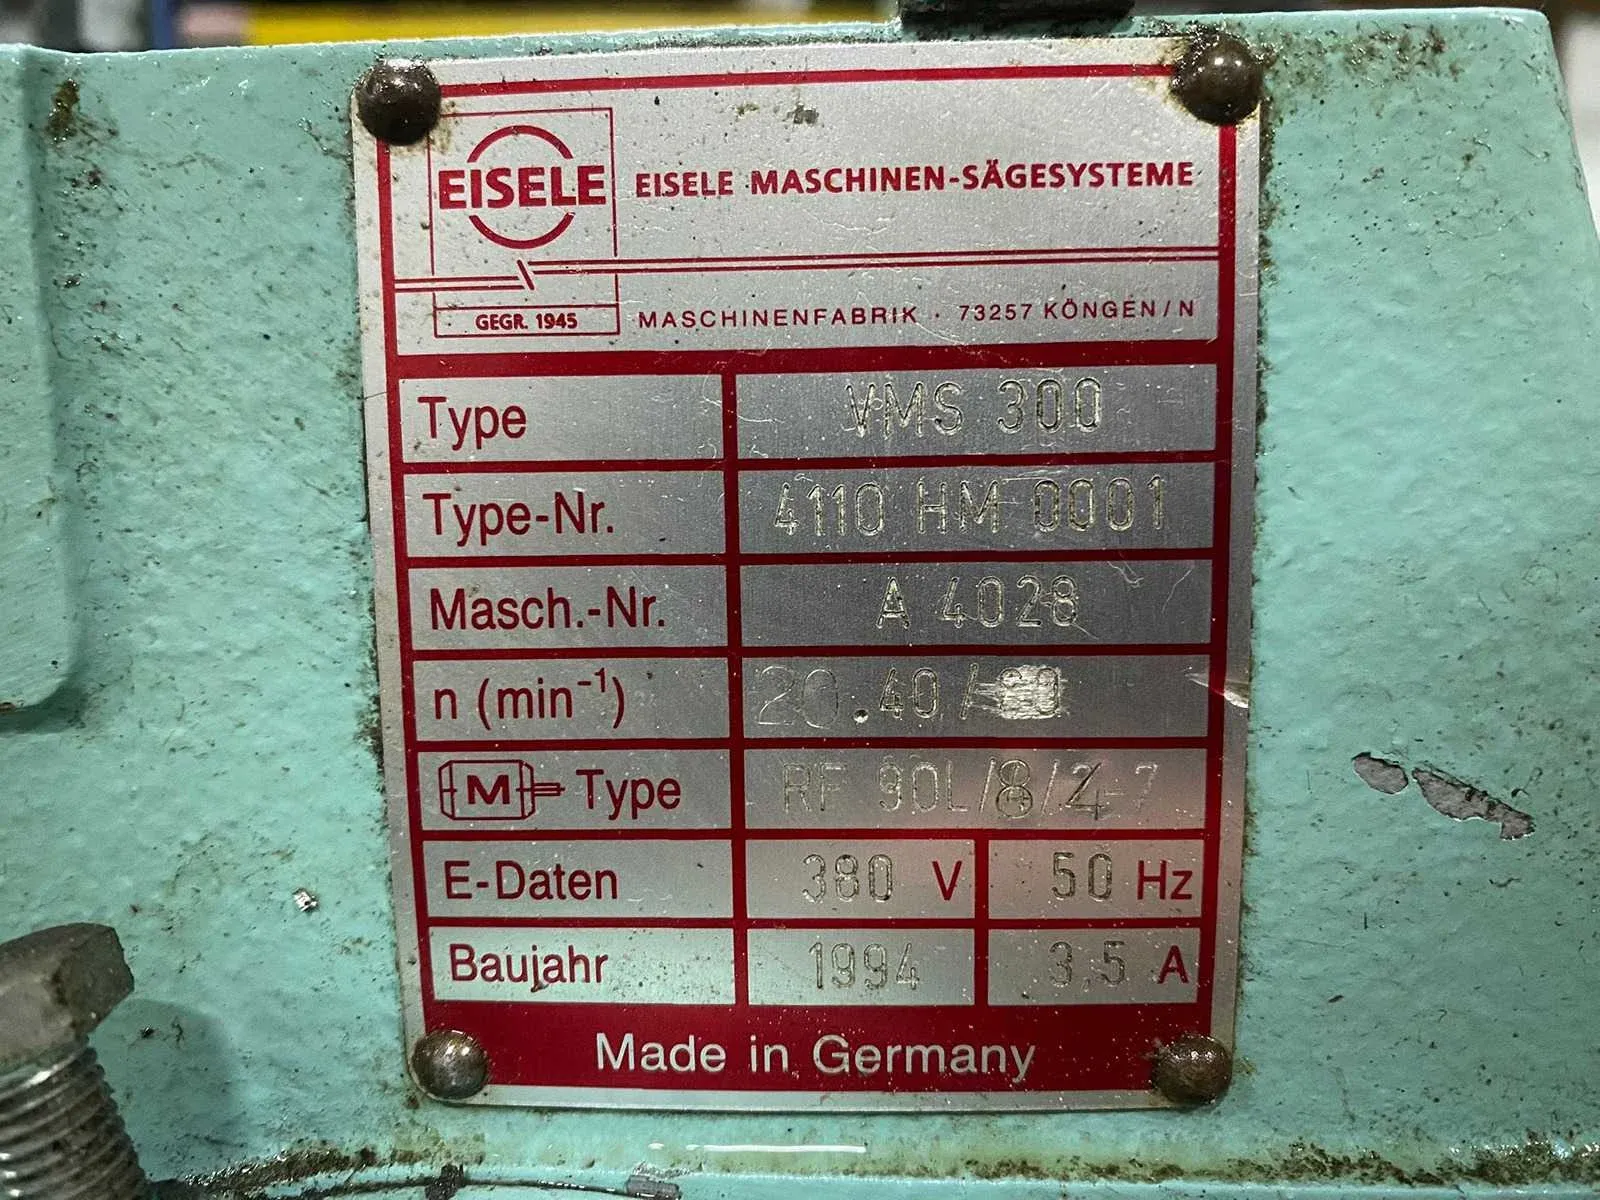 EISELE
EISELE MASCHINEN-SÄGESYSTEME
GEGR. 1945
MASCHINENFABRIK · 73257 KÖNGEN/N
Type VMS 300
Type-Nr. 4110 HM 0001
Masch.-Nr. A 4028
n (min⁻¹) 20.40/
M Type RF 90L/8/4-7
E-Daten 380 V 50 Hz
Baujahr 1994 3,5 A
Made in Germany